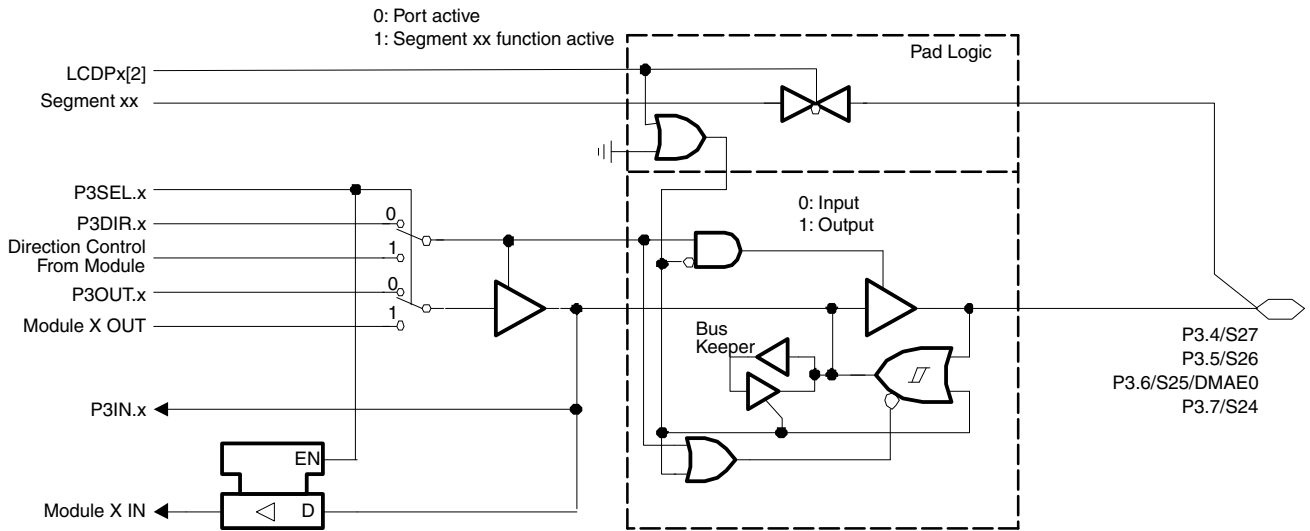 0: Port active
1: Segment xx function active
Pad Logic
LCDPx[2]
Segment xx
P3SEL.x
0
P3DIR.x
Direction Control
From Module
1
0: Input
1: Output
0
P3OUT.x
1
Module X OUT
Bus
Keeper
P3.4/S27
P3.5/S26
P3.6/S25/DMAE0
P3.7/S24
P3IN.x
EN
Module X IN
D